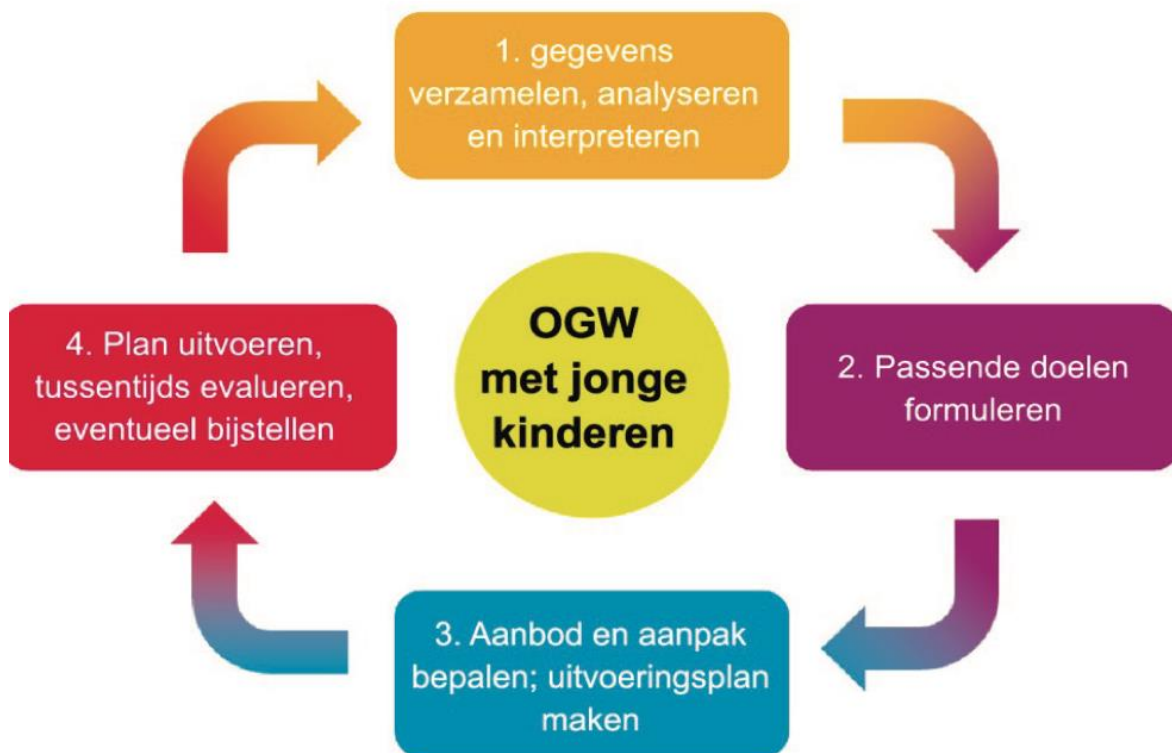 1. gegevens
verzamelen, analyseren
en interpreteren
2. Passende doelen
formuleren
3. Aanbod en aanpak
bepalen; uitvoeringsplan
maken
4. Plan uitvoeren,
tussentijds evalueren,
eventueel bijstellen
OGW
met jonge
kinderen